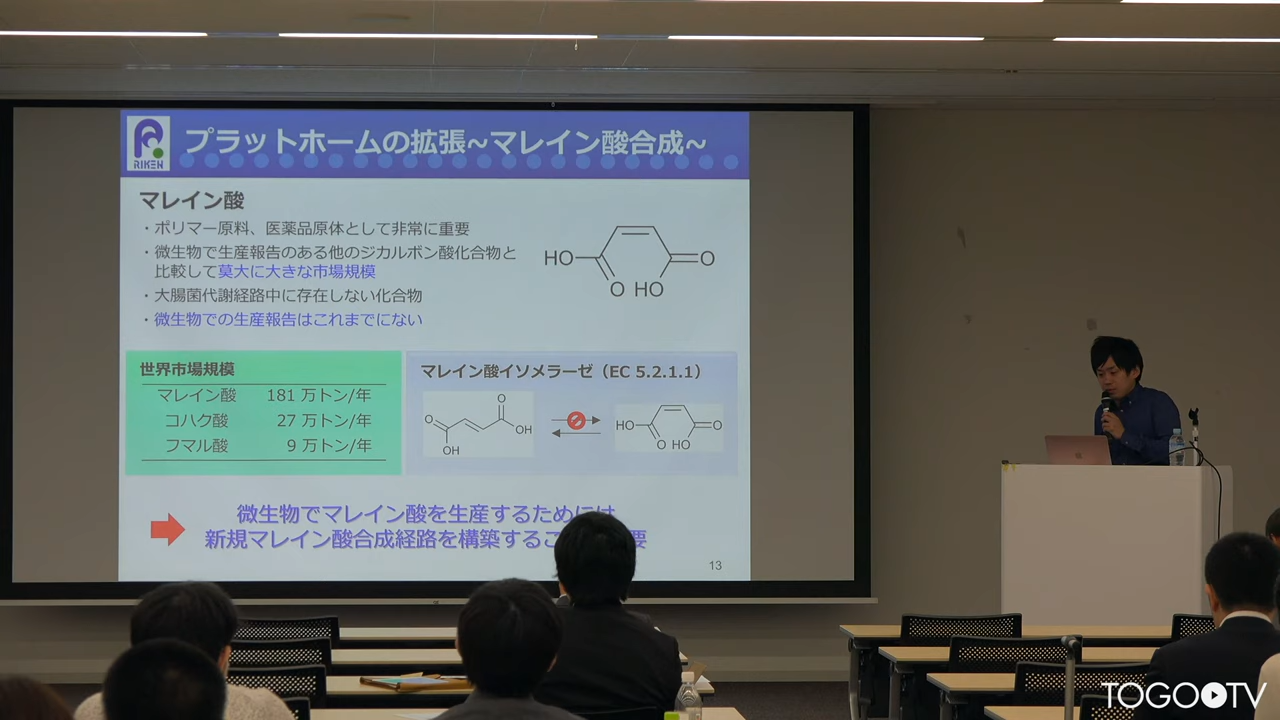 RIKEN
プラットホームの拡張~マレイン酸合成~
マレイン酸
・ポリマー原料、医薬品原体として非常に重要
・微生物で生産報告のある他のジカルボン酸化合物と
比較して莫大に大きな市場規模
・大腸菌代謝経路中に存在しない化合物
・微生物での生産報告はこれまでにない
HO
O
O HO
世界市場規模
マレイン酸 181 万トン/年
コハク酸 27 万トン/年
フマル酸 9 万トン/年
マレイン酸イソメラーゼ（EC 5.2.1.1）
O
O
OH
OH
HO
O
O HO
微生物でマレイン酸を生産するためには
新規マレイン酸合成経路を構築するこ
要
13
TOGO TV